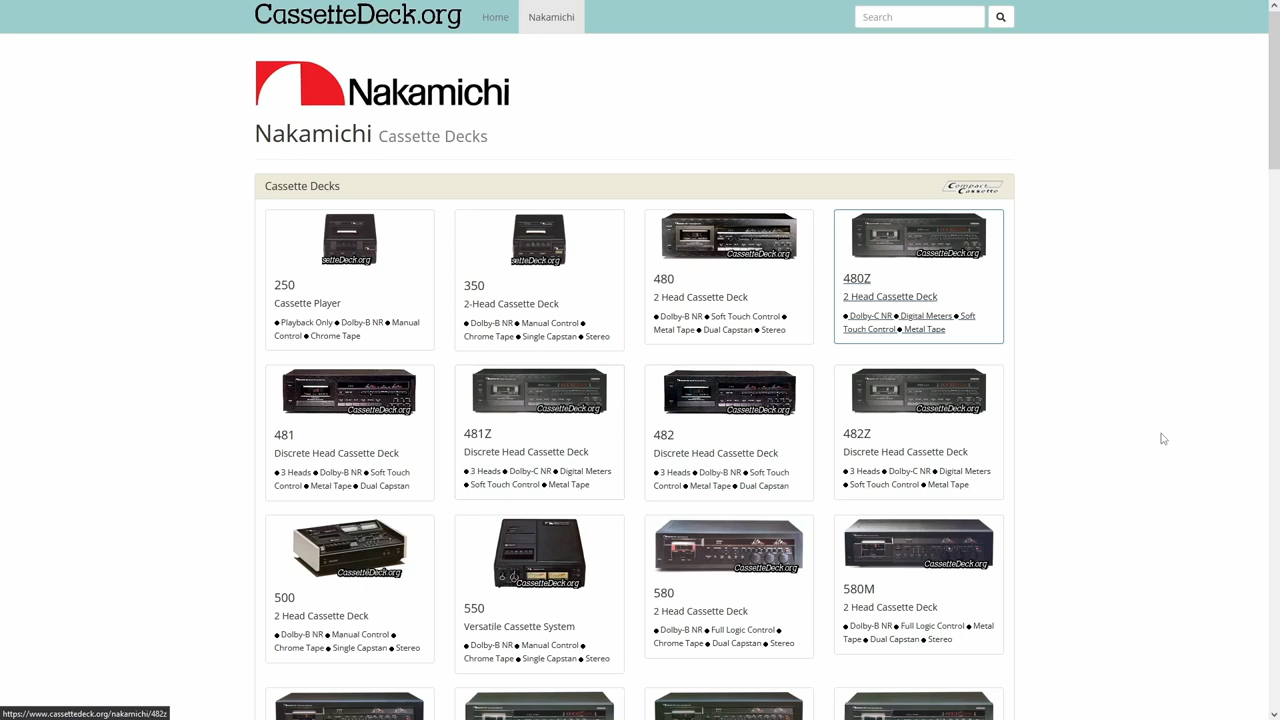 CassetteDeck.org
Home
Nakamichi
Search
Nakamichi
Nakamichi Cassette Decks
Cassette Decks
Compact
Cassette
setteDeck.org
250
Cassette Player
● Playback Only ● Dolby-B NR ● Manual
Control ● Chrome Tape
setteDeck.org
350
2-Head Cassette Deck
● Dolby-B NR ● Manual Control ●
Chrome Tape ● Single Capstan ● Stereo
CassetteDeck.org
480
2 Head Cassette Deck
● Dolby-B NR ● Soft Touch Control ●
Metal Tape ● Dual Capstan ● Stereo
CassetteDeck.org
480Z
2 Head Cassette Deck
● Dolby-C NR ● Digital Meters ● Soft
Touch Control ● Metal Tape
CassetteDeck.org
481
Discrete Head Cassette Deck
● 3 Heads ● Dolby-B NR ● Soft Touch
Control ● Metal Tape ● Dual Capstan
CassetteDeck.org
481Z
Discrete Head Cassette Deck
● 3 Heads ● Dolby-C NR ● Digital Meters
● Soft Touch Control ● Metal Tape
CassetteDeck.org
482
Discrete Head Cassette Deck
● 3 Heads ● Dolby-B NR ● Soft Touch
Control ● Metal Tape ● Dual Capstan
CassetteDeck.org
482Z
Discrete Head Cassette Deck
● 3 Heads ● Dolby-C NR ● Digital Meters
● Soft Touch Control ● Metal Tape
CassetteDeck.org
500
2 Head Cassette Deck
● Dolby-B NR ● Manual Control ●
Chrome Tape ● Single Capstan ● Stereo
CassetteDeck.org
550
Versatile Cassette System
● Dolby-B NR ● Manual Control ●
Chrome Tape ● Single Capstan ● Stereo
CassetteDeck.org
580
2 Head Cassette Deck
● Dolby-B NR ● Full Logic Control ●
Chrome Tape ● Dual Capstan ● Stereo
CassetteDeck.org
580M
2 Head Cassette Deck
● Dolby-B NR ● Full Logic Control ● Metal
Tape ● Dual Capstan ● Stereo
https://www.cassettedeck.org/nakamichi/482z